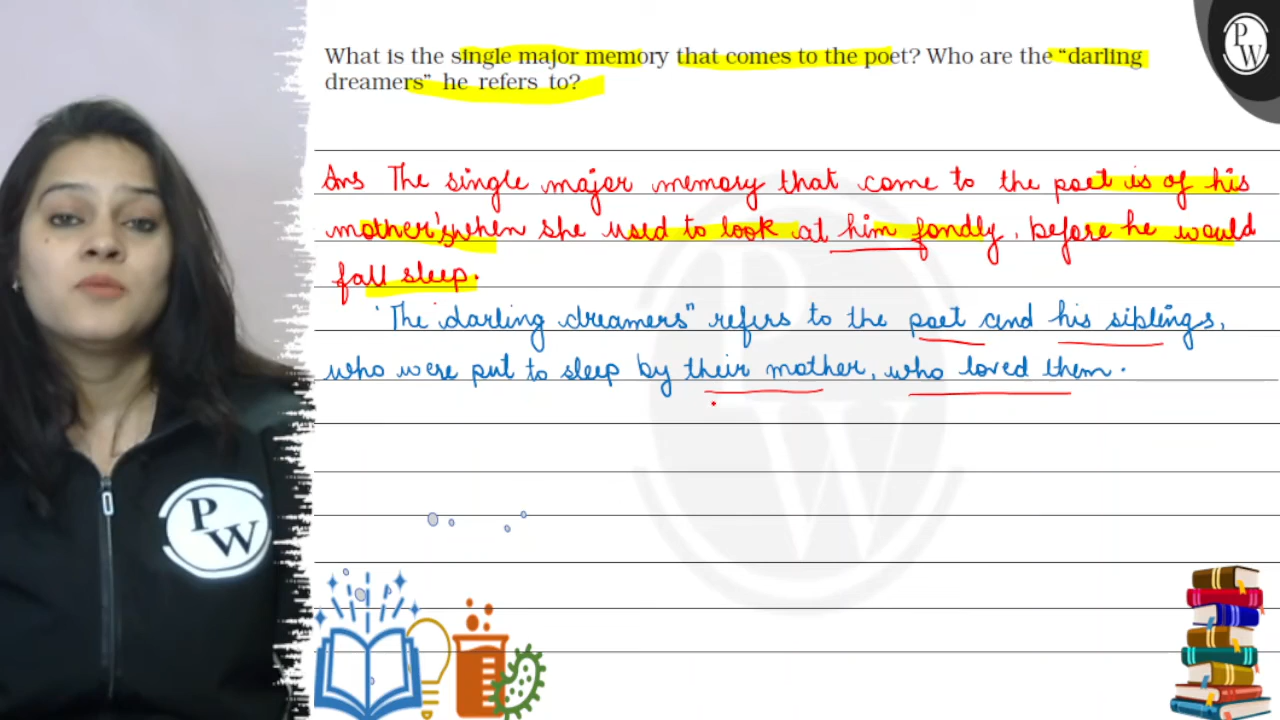 What is the single major memory that comes to the poet? Who are the “darling
dreamers” he refers to?
Ans The single major memory that come to the poet is of his
mother's, when she used to look at him fondly, before he would
fall sleep.
"The darling dreamers" refers to the poet and his siblings,
who were put to sleep by their mother, who loved them.
P
W
P
W